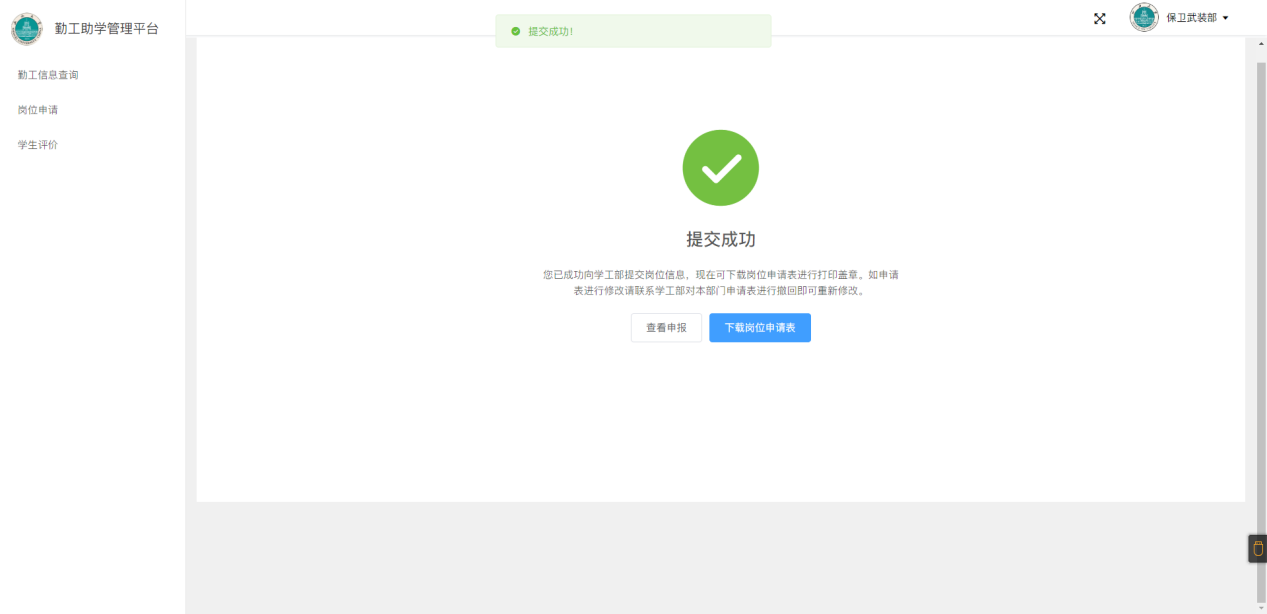 勤工助学管理平台
提交成功!
保卫武装部
勤工信息查询
岗位申请
学生评价
提交成功
您已成功向学工部提交岗位信息，现在可下载岗位申请表进行打印盖章。如申请
表进行修改请联系学工部对本部门申请表进行撤回即可重新修改。
查看申报
下载岗位申请表